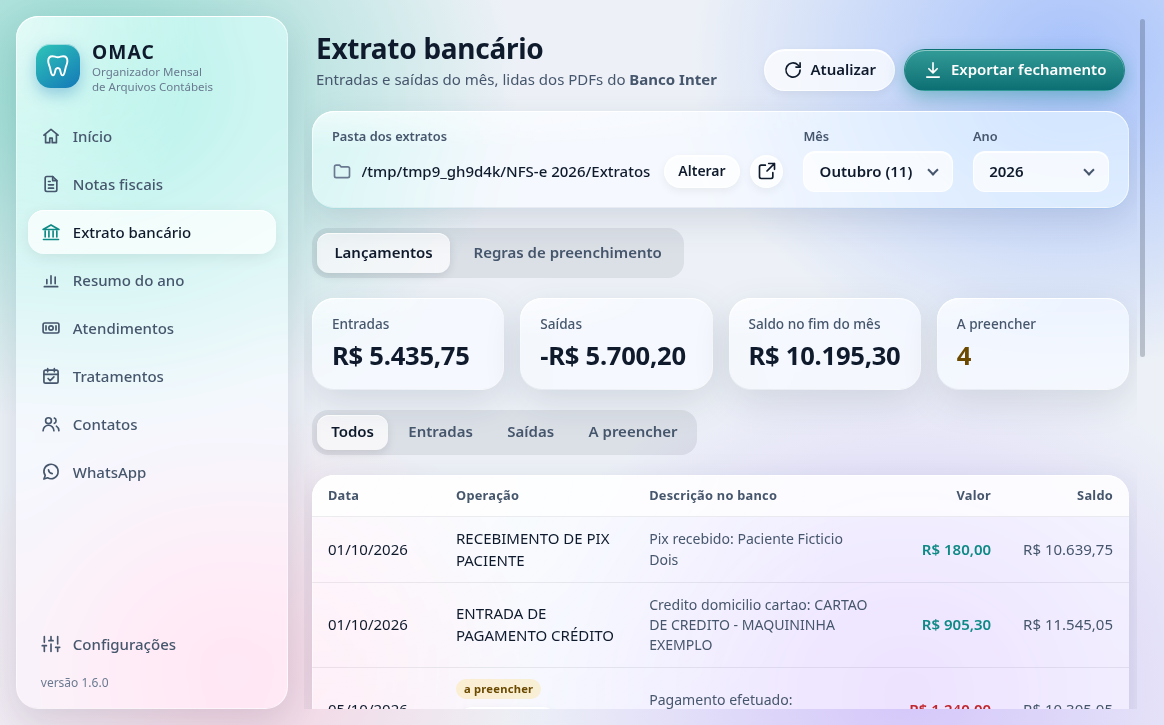 OMAC
Organizador Mensal
de Arquivos Contábeis
Início
Notas fiscais
Extrato bancário
Resumo do ano
Atendimentos
Tratamentos
Contatos
WhatsApp
Configurações
versão 1.6.0
Extrato bancário
Entradas e saídas do mês, lidas dos PDFs do Banco Inter
Atualizar
Exportar fechamento
Pasta dos extratos
/tmp/tmp9_gh9d4k/NFS-e 2026/Extratos
Alterar
Mês
Outubro (11)
Ano
2026
Lançamentos
Regras de preenchimento
Entradas
R$ 5.435,75
Saídas
-R$ 5.700,20
Saldo no fim do mês
R$ 10.195,30
A preencher
4
Todos
Entradas
Saídas
A preencher
Data Operação Descrição no banco Valor Saldo
01/10/2026
RECEBIMENTO DE PIX
PACIENTE
Pix recebido: Paciente Ficticio
Dois
R$ 180,00
R$ 10.639,75
01/10/2026
ENTRADA DE
PAGAMENTO CRÉDITO
Credito domicilio cartao: CARTAO
DE CREDITO - MAQUININHA
EXEMPLO
R$ 905,30
R$ 11.545,05
a preencher
Pagamento efetuado: